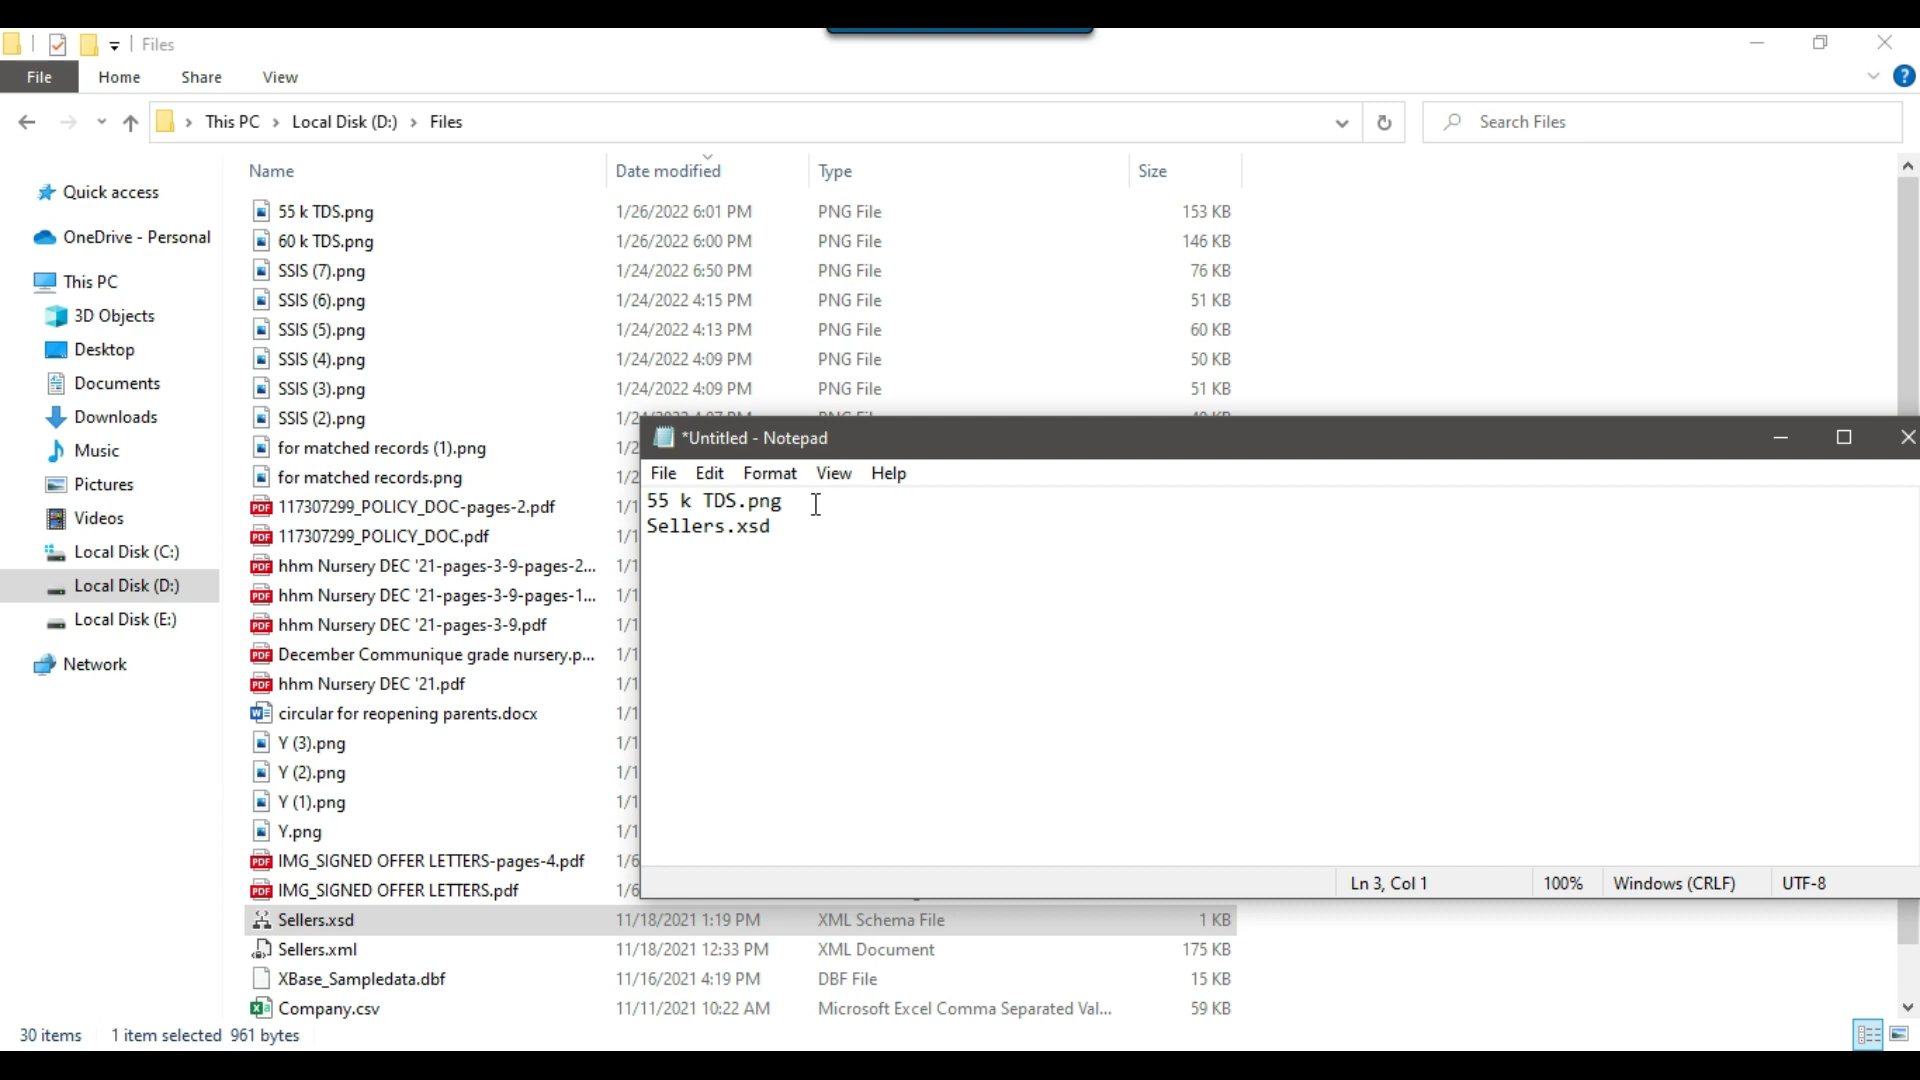 Files
File Home Share View
This PC > Local Disk (D:) > Files
Search Files
Name Date modified Type Size
Quick access
OneDrive - Personal
This PC
3D Objects
Desktop
Documents
Downloads
Music
Pictures
Videos
Local Disk (C:)
Local Disk (D:)
Local Disk (E:)
Network
55 k TDS.png 1/26/2022 6:01 PM PNG File 153 KB
60 k TDS.png 1/26/2022 6:00 PM PNG File 146 KB
SSIS (7).png 1/24/2022 6:50 PM PNG File 76 KB
SSIS (6).png 1/24/2022 4:15 PM PNG File 51 KB
SSIS (5).png 1/24/2022 4:13 PM PNG File 60 KB
SSIS (4).png 1/24/2022 4:09 PM PNG File 50 KB
SSIS (3).png 1/24/2022 4:09 PM PNG File 51 KB
SSIS (2).png
for matched records (1).png
for matched records.png
117307299_POLICY_DOC-pages-2.pdf
117307299_POLICY_DOC.pdf
hhm Nursery DEC '21-pages-3-9-pages-2...
hhm Nursery DEC '21-pages-3-9-pages-1...
hhm Nursery DEC '21-pages-3-9.pdf
December Communique grade nursery.p...
hhm Nursery DEC '21.pdf
circular for reopening parents.docx
Y (3).png
Y (2).png
Y (1).png
Y.png
IMG_SIGNED OFFER LETTERS-pages-4.pdf
IMG_SIGNED OFFER LETTERS.pdf
Sellers.xsd 11/18/2021 1:19 PM XML Schema File 1 KB
Sellers.xml 11/18/2021 12:33 PM XML Document 175 KB
XBase_Sampledata.dbf 11/16/2021 4:19 PM DBF File 15 KB
Company.csv 11/11/2021 10:22 AM Microsoft Excel Comma Separated Val... 59 KB
*Untitled - Notepad
File Edit Format View Help
55 k TDS.png
Sellers.xsd
Ln 3, Col 1 100% Windows (CRLF) UTF-8
30 items 1 item selected 961 bytes